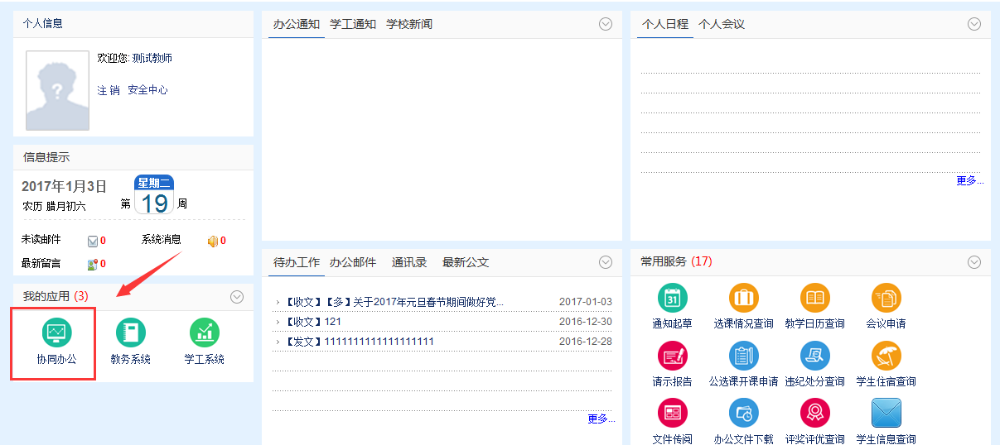 个人信息
欢迎您: 测试教师
注 销 安全中心
信息提示
2017年1月3日
农历 腊月初六
第
星期二
19
周
未读邮件 0
系统消息 0
最新留言 0
我的应用 (3)
协同办公
教务系统
学工系统
办公通知 学工通知 学校新闻
待办工作 办公邮件 通讯录 最新公文
【收文】【多】关于2017年元旦春节期间做好党... 2017-01-03
【收文】121 2016-12-30
【发文】1111111111111111111 2016-12-28
更多...
个人日程 个人会议
更多...
常用服务 (17)
31
通知起草 选课情况查询 教学日历查询 会议申请
请示报告 公选课开课申请 违纪处分查询 学生住宿查询
文件传阅 办公文件下载 评奖评优查询 学生信息查询